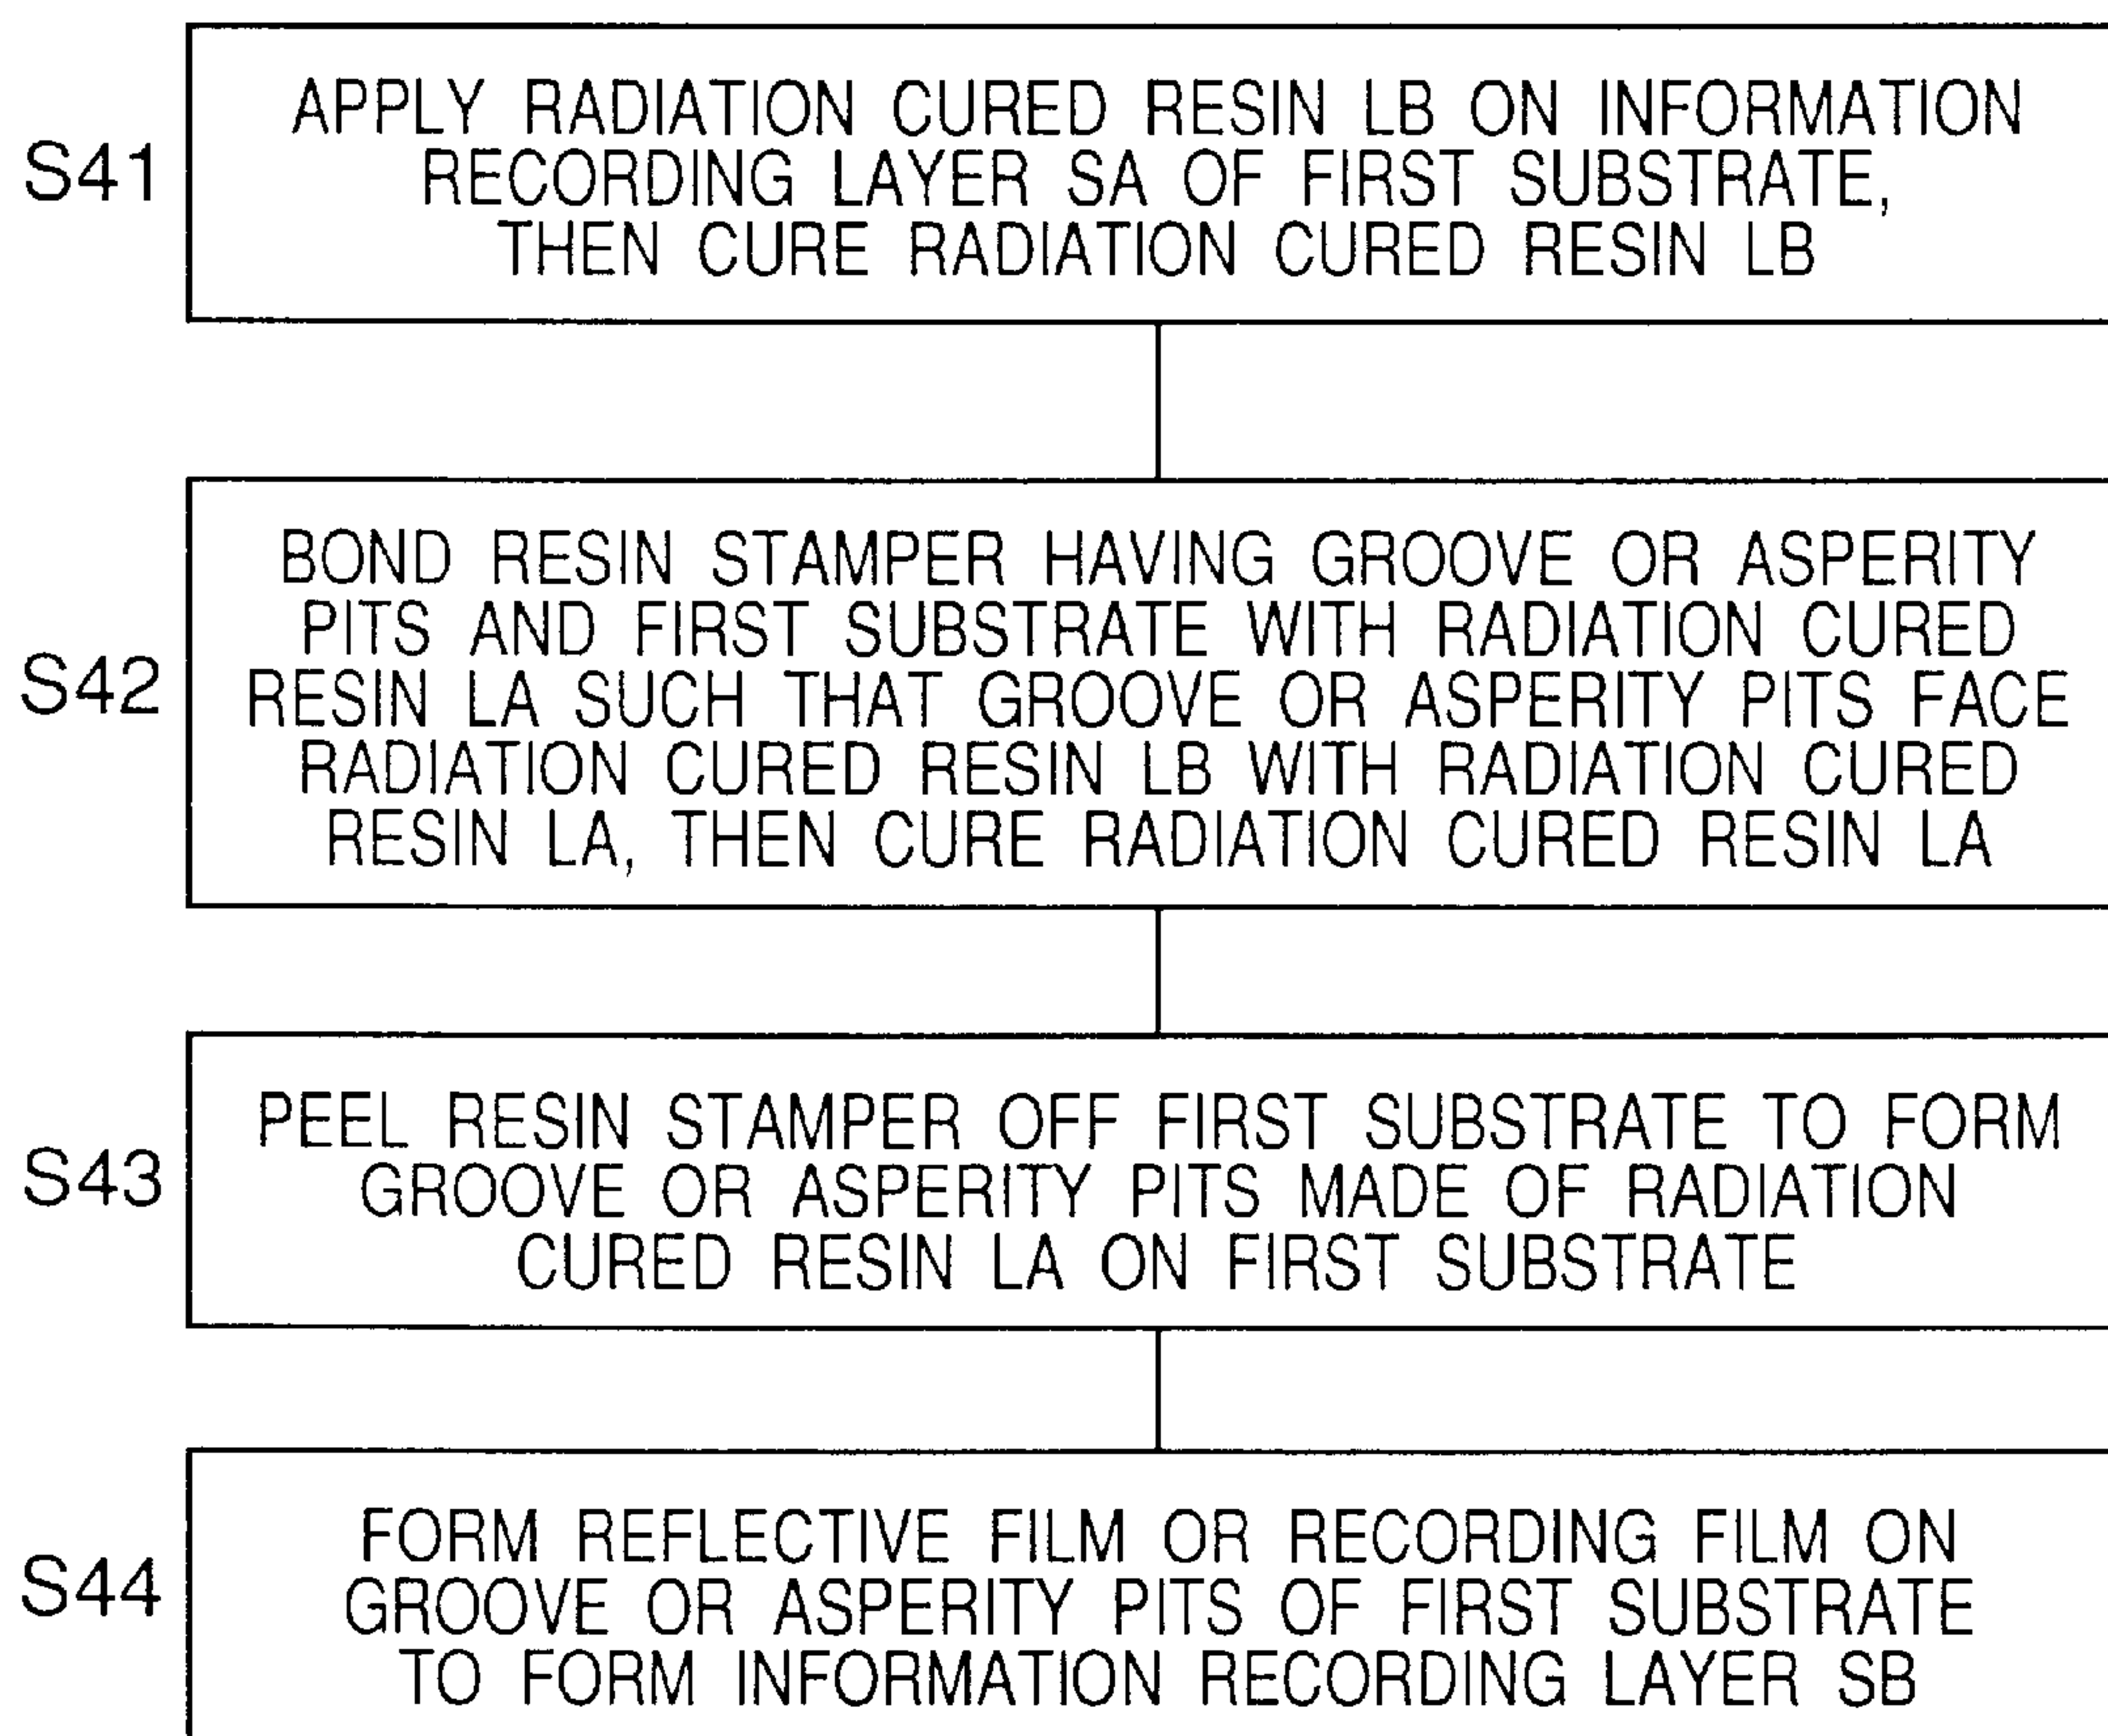 S41
APPLY RADIATION CURED RESIN LB ON INFORMATION
RECORDING LAYER SA OF FIRST SUBSTRATE,
THEN CURE RADIATION CURED RESIN LB
S42
BOND RESIN STAMPER HAVING GROOVE OR ASPERITY
PITS AND FIRST SUBSTRATE WITH RADIATION CURED
RESIN LA SUCH THAT GROOVE OR ASPERITY PITS FACE
RADIATION CURED RESIN LB WITH RADIATION CURED
RESIN LA, THEN CURE RADIATION CURED RESIN LA
S43
PEEL RESIN STAMPER OFF FIRST SUBSTRATE TO FORM
GROOVE OR ASPERITY PITS MADE OF RADIATION
CURED RESIN LA ON FIRST SUBSTRATE
S44
FORM REFLECTIVE FILM OR RECORDING FILM ON
GROOVE OR ASPERITY PITS OF FIRST SUBSTRATE
TO FORM INFORMATION RECORDING LAYER SB